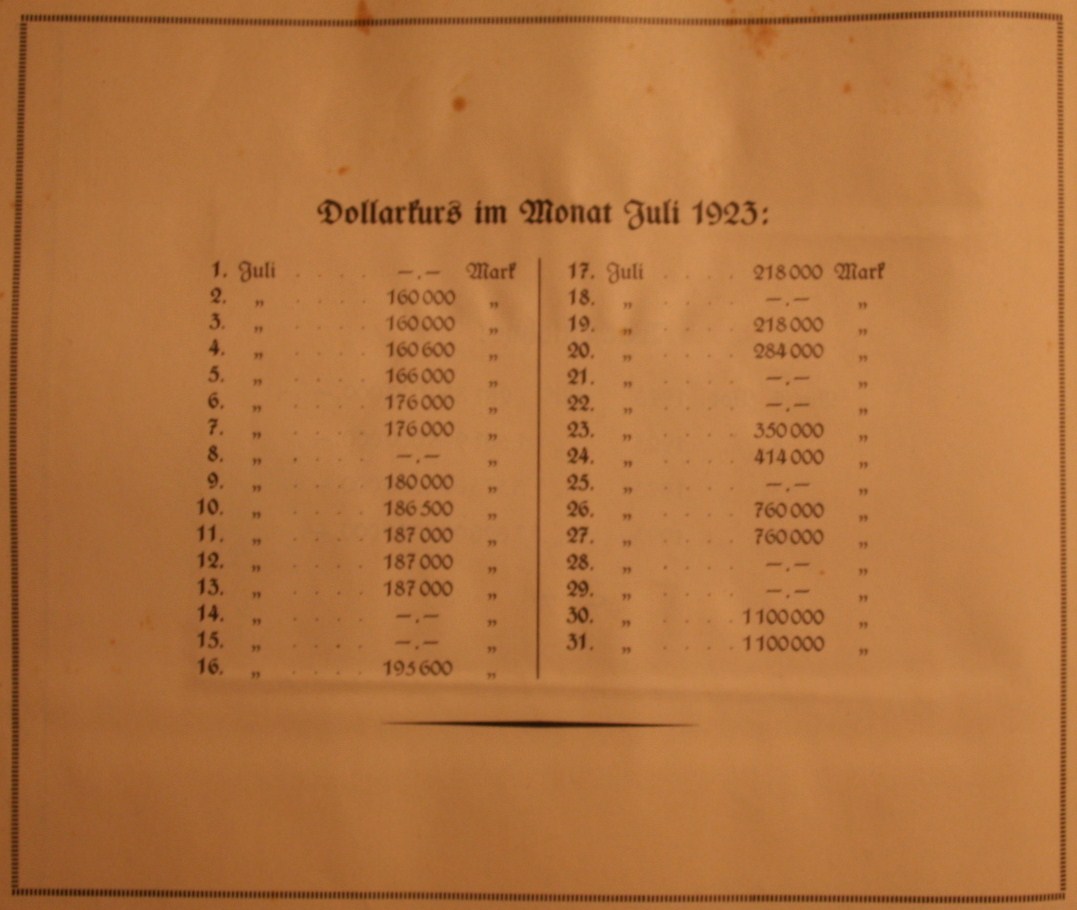 Dollarkurs im Monat Juli 1923:
1. Juli . . . . —.— Mark
2. „ . . . . 160000 „
3. „ . . . . 160000 „
4. „ . . . . 160600 „
5. „ . . . . 166000 „
6. „ . . . . 176000 „
7. „ . . . . 176000 „
8. „ . . . . —.— „
9. „ . . . . 180000 „
10. „ . . . . 186500 „
11. „ . . . . 187000 „
12. „ . . . . 187000 „
13. „ . . . . 187000 „
14. „ . . . . —.— „
15. „ . . . . —.— „
16. „ . . . . 195600 „
17. Juli . . . . 218000 Mark
18. „ . . . . —.— „
19. „ . . . . 218000 „
20. „ . . . . 284000 „
21. „ . . . . —.— „
22. „ . . . . —.— „
23. „ . . . . 350000 „
24. „ . . . . 414000 „
25. „ . . . . —.— „
26. „ . . . . 760000 „
27. „ . . . . 760000 „
28. „ . . . . —.— „
29. „ . . . . —.— „
30. „ . . . . 1100000 „
31. „ . . . . 1100000 „